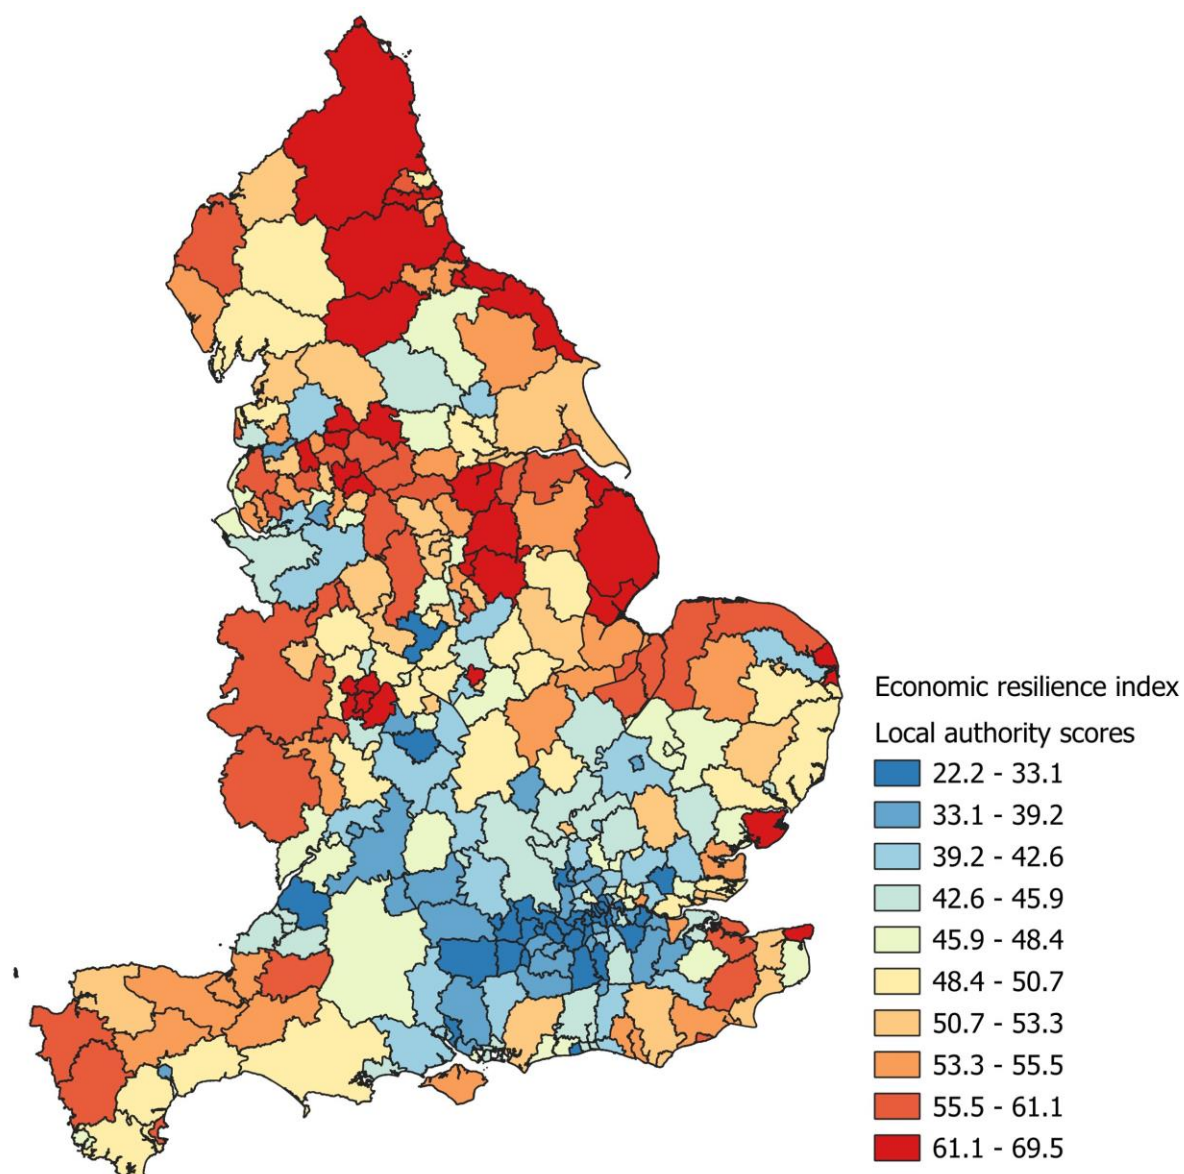 Economic resilience index
Local authority scores
22.2 - 33.1
33.1 - 39.2
39.2 - 42.6
42.6 - 45.9
45.9 - 48.4
48.4 - 50.7
50.7 - 53.3
53.3 - 55.5
55.5 - 61.1
61.1 - 69.5